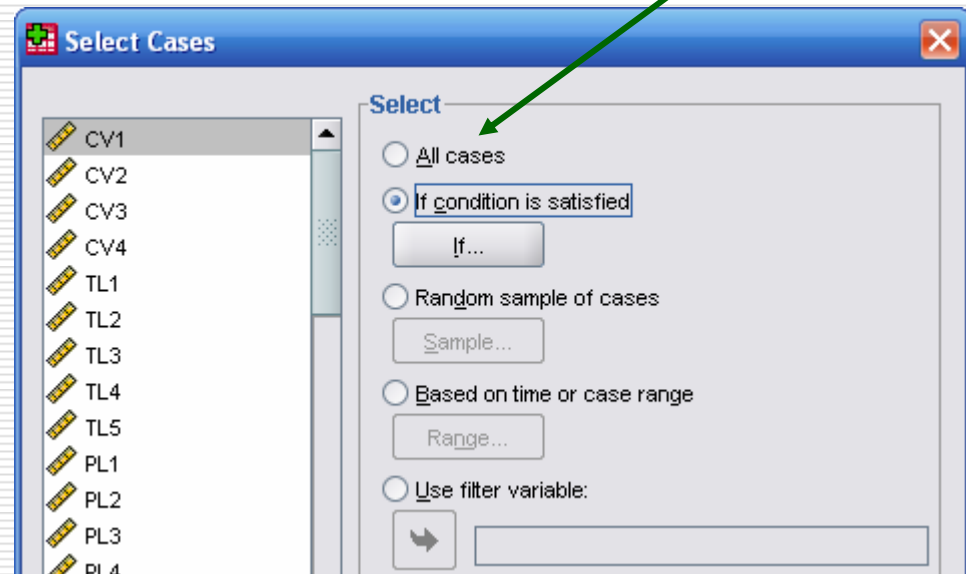 Select Cases
CV1
CV2
CV3
CV4
TL1
TL2
TL3
TL4
TL5
PL1
PL2
PL3
PL4
Select
All cases
If condition is satisfied
If...
Random sample of cases
Sample...
Based on time or case range
Range...
Use filter variable: